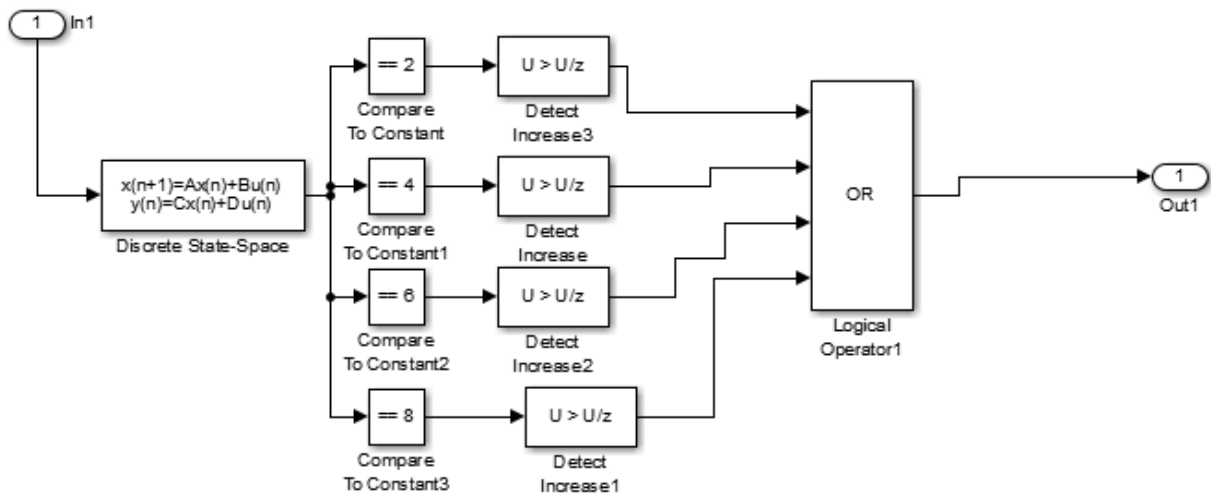 1
In1
== 2
Compare
To Constant
U > U/z
Detect
Increase3
x(n+1)=Ax(n)+Bu(n)
y(n)=Cx(n)+Du(n)
Discrete State-Space
== 4
Compare
To Constant1
U > U/z
Detect
Increase
== 6
Compare
To Constant2
U > U/z
Detect
Increase2
== 8
Compare
To Constant3
U > U/z
Detect
Increase1
OR
Logical
Operator1
1
Out1